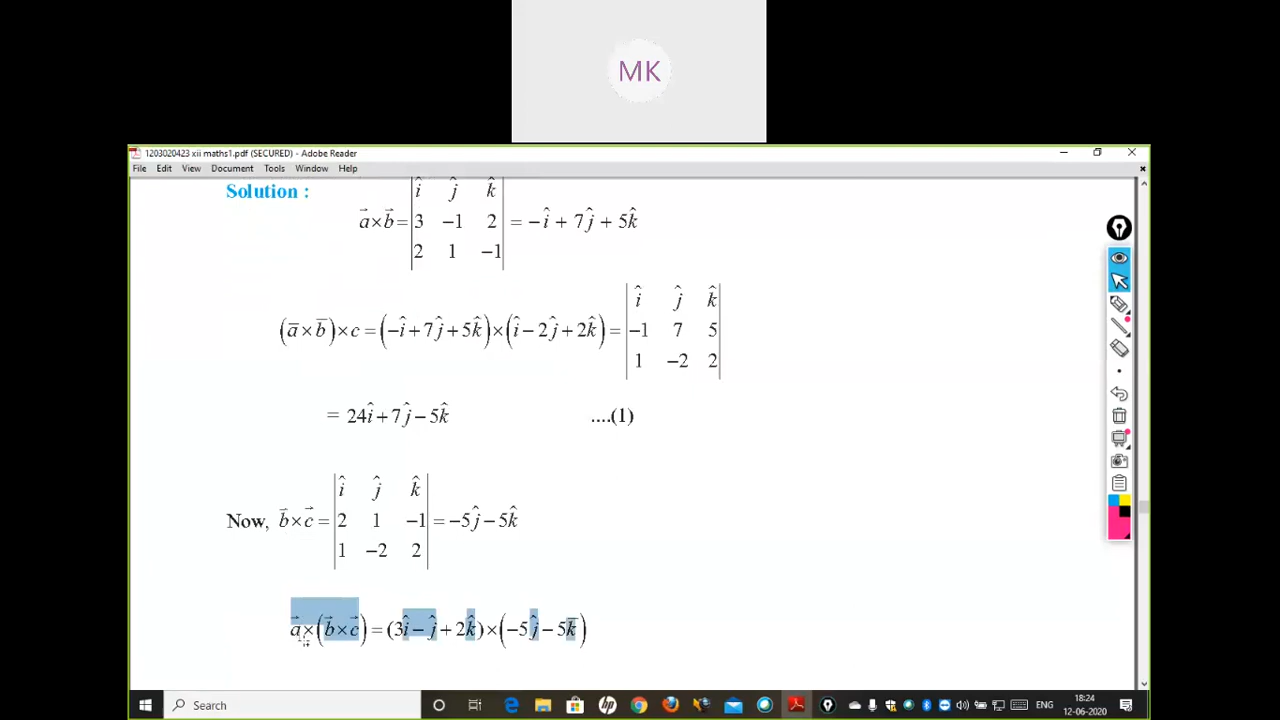 MK
1203020423 xii maths1.pdf (SECURED) - Adobe Reader
File Edit View Document Tools Window Help
Solution :
a⃗×b⃗ = | î ĵ k̂ |
| 3 −1 2 | = −î + 7ĵ + 5k̂
| 2 1 −1 |
(a̅×b̅)×c = (−î+7ĵ+5k̂)×(î−2ĵ+2k̂) = | î ĵ k̂ |
| −1 7 5 |
| 1 −2 2 |
= 24î+7ĵ−5k̂ ....(1)
Now, b⃗×c⃗ = | î ĵ k̂ |
| 2 1 −1 | = −5ĵ−5k̂
| 1 −2 2 |
a⃗×(b⃗×c⃗) = (3î−ĵ+2k̂)×(−5ĵ−5k̂)
Search
hp
ENG
18:24
12-06-2020